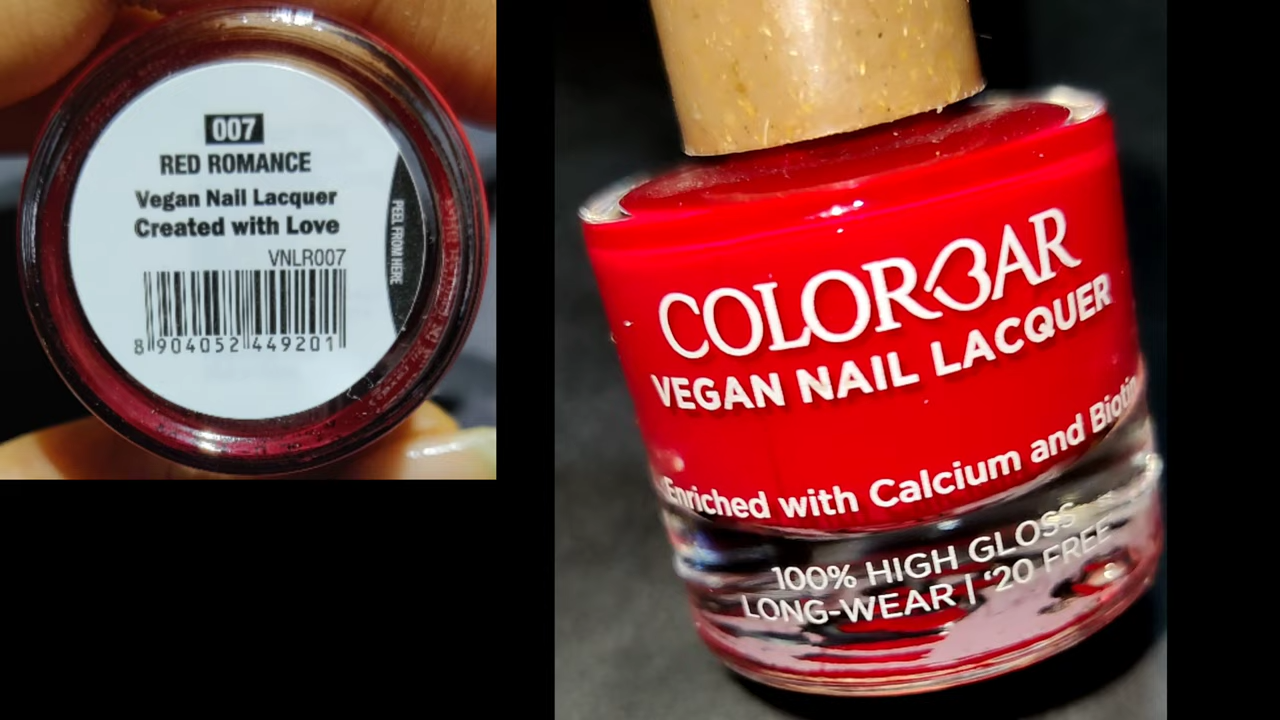 007
RED ROMANCE
Vegan Nail Lacquer
Created with Love
VNLR007
8 904052 449201
PEEL FROM HERE
COLORBAR
VEGAN NAIL LACQUER
Enriched with Calcium and Biotin
100% HIGH GLOSS
LONG-WEAR | '20 FREE